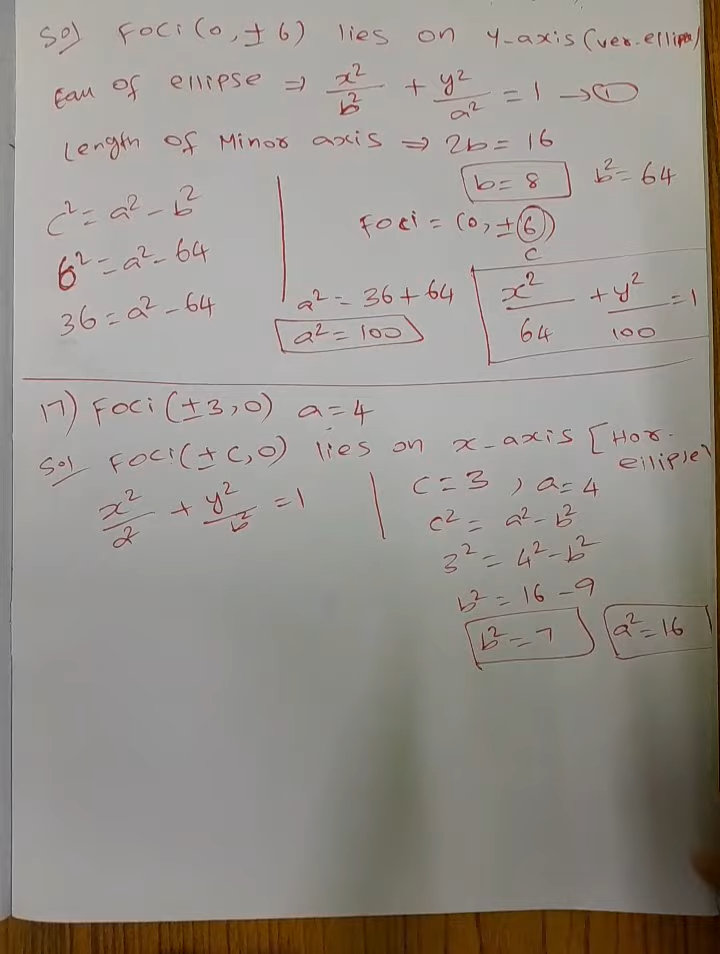 Sol Foci (0, ±6) lies on y-axis (ver. ellipse)
Eqn of ellipse ⇒ x²/b² + y²/a² = 1 → ①
Length of Minor axis ⇒ 2b = 16
b = 8 b² = 64
c² = a² - b²
6² = a² - 64
36 = a² - 64
Foci = (0, ±6)
c
a² = 36 + 64
a² = 100
x²/64 + y²/100 = 1
17) Foci (±3, 0) a = 4
Sol Foci (±c, 0) lies on x-axis [Hor. ellipse]
x²/a² + y²/b² = 1
c = 3, a = 4
c² = a² - b²
3² = 4² - b²
b² = 16 - 9
b² = 7 a² = 16